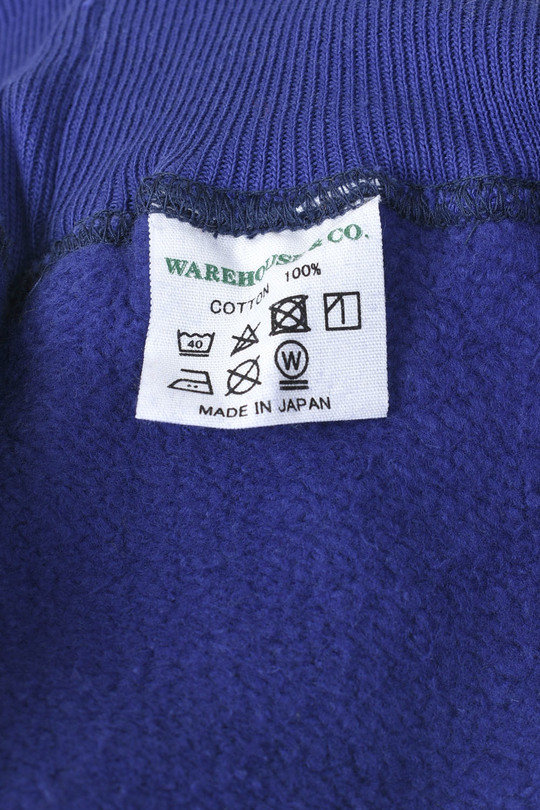 WAREHOUSE & CO.
COTTON 100%
40
W
MADE IN JAPAN